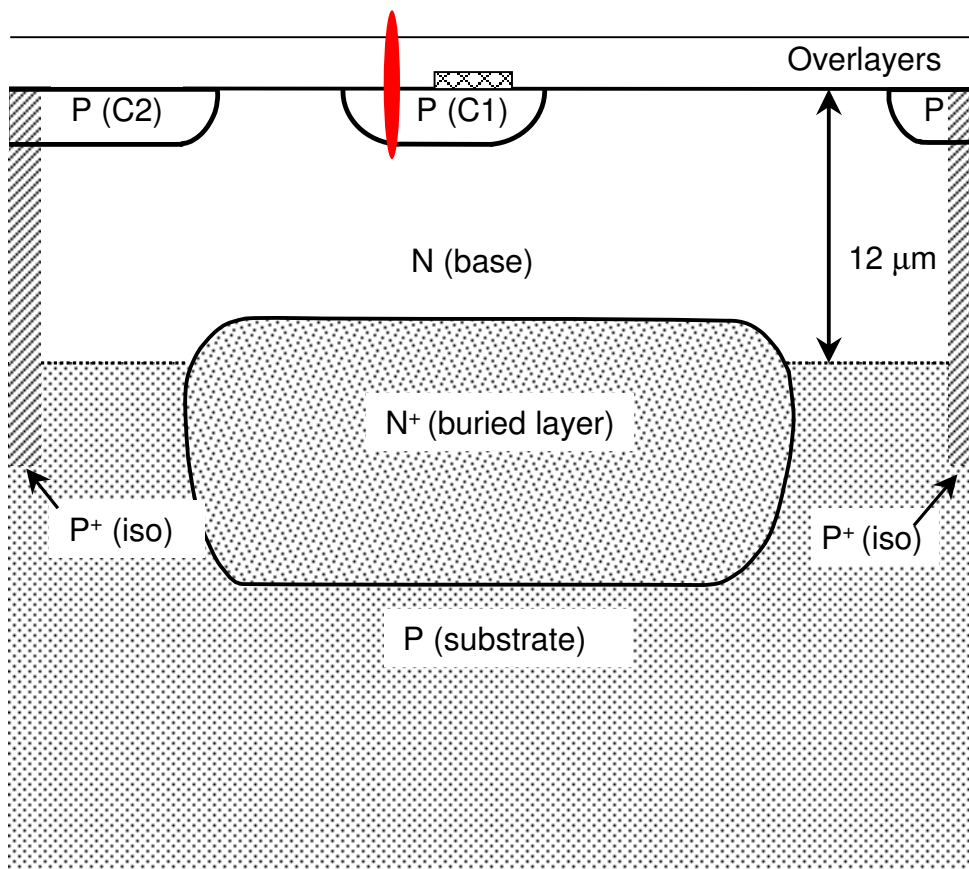 Overlayers
P (C2)
P (C1)
P
N (base)
12 μm
N+ (buried layer)
P+ (iso)
P+ (iso)
P (substrate)